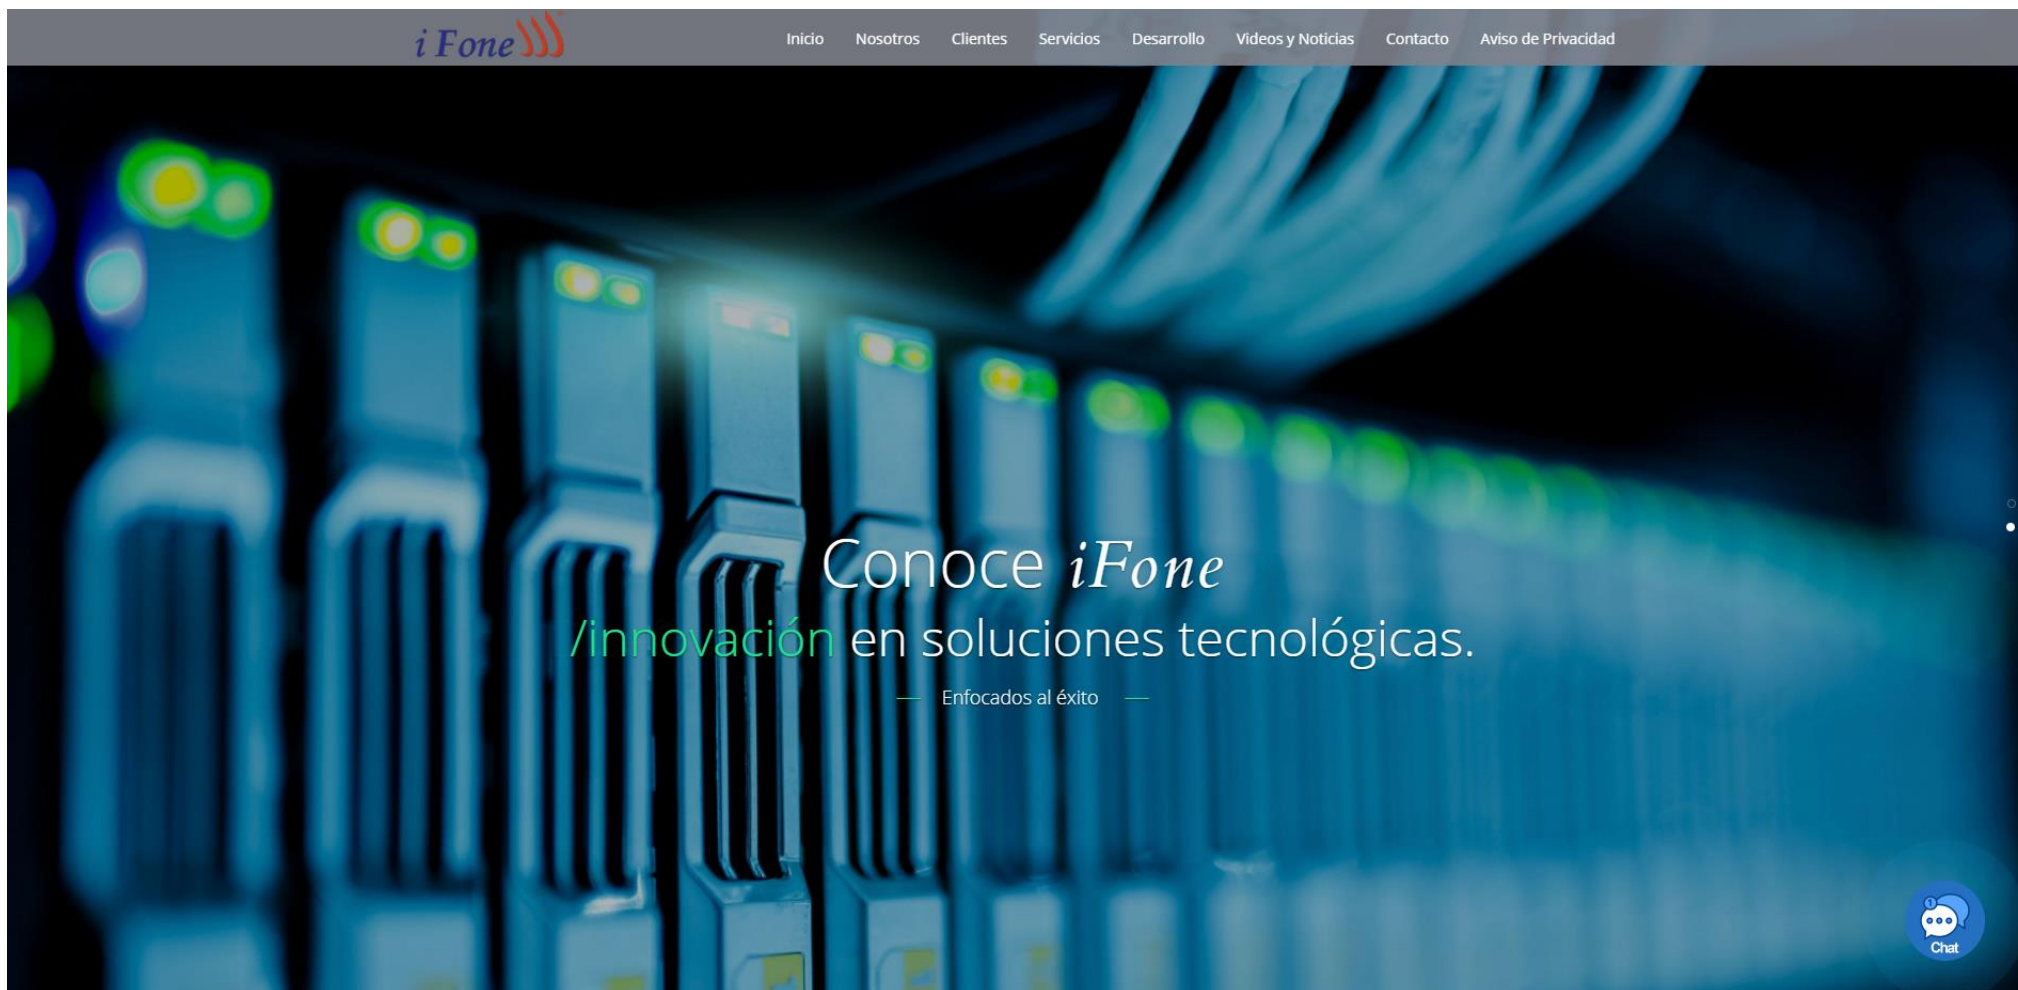 i Fone
Inicio Nosotros Clientes Servicios Desarrollo Videos y Noticias Contacto Aviso de Privacidad
Conoce iFone
/innovación en soluciones tecnológicas.
Enfocados al éxito
1
Chat